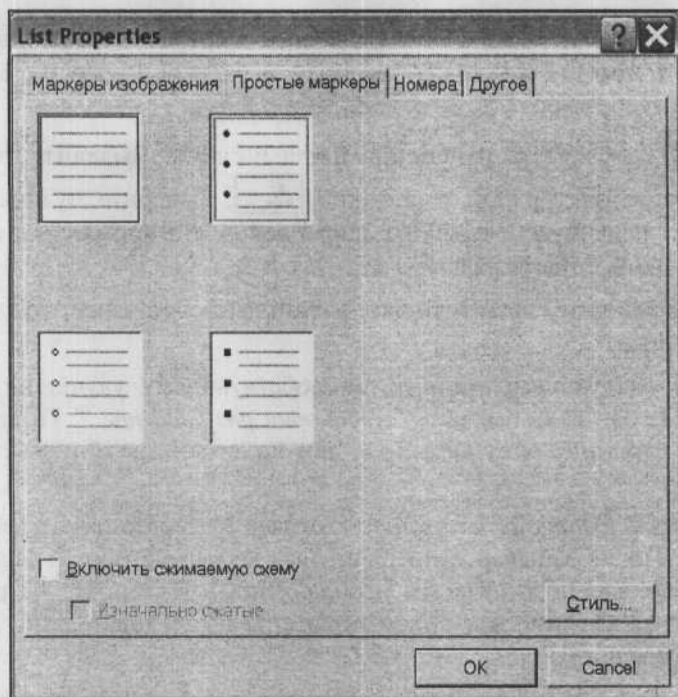 List Properties
Маркеры изображения Простые маркеры Номера Другое
Включить сжимаемую схему
Изначально сжатые
Стиль...
OK Cancel